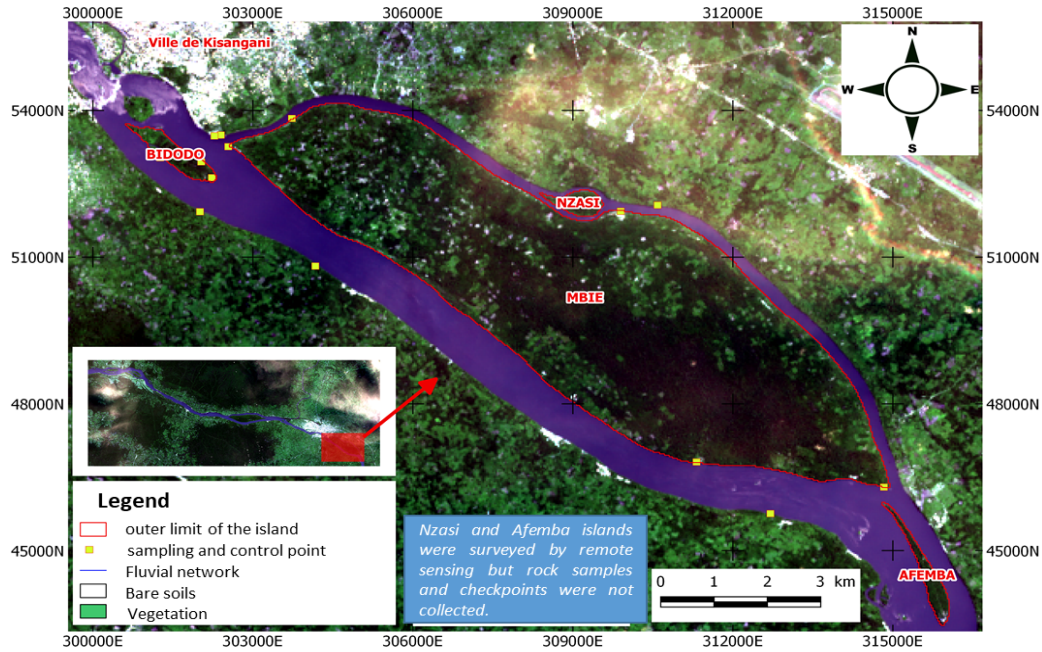 300000E 303000E 306000E 309000E 312000E 315000E
Ville de Kisangani
N
W E
S
54000N 54000N
BIDODO
NZASI
51000N 51000N
MBIE
48000N 48000N
Legend
outer limit of the island
sampling and control point
Fluvial network
Bare soils
Vegetation
Nzasi and Afemba islands
were surveyed by remote
sensing but rock samples
and checkpoints were not
collected.
45000N 45000N
AFEMBA
0 1 2 3 km
300000E 303000E 306000E 309000E 312000E 315000E